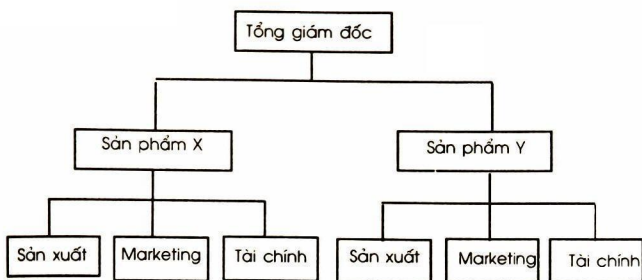 Tổng giám đốc
Sản phẩm X
Sản phẩm Y
Sản xuất
Marketing
Tài chính
Sản xuất
Marketing
Tài chính